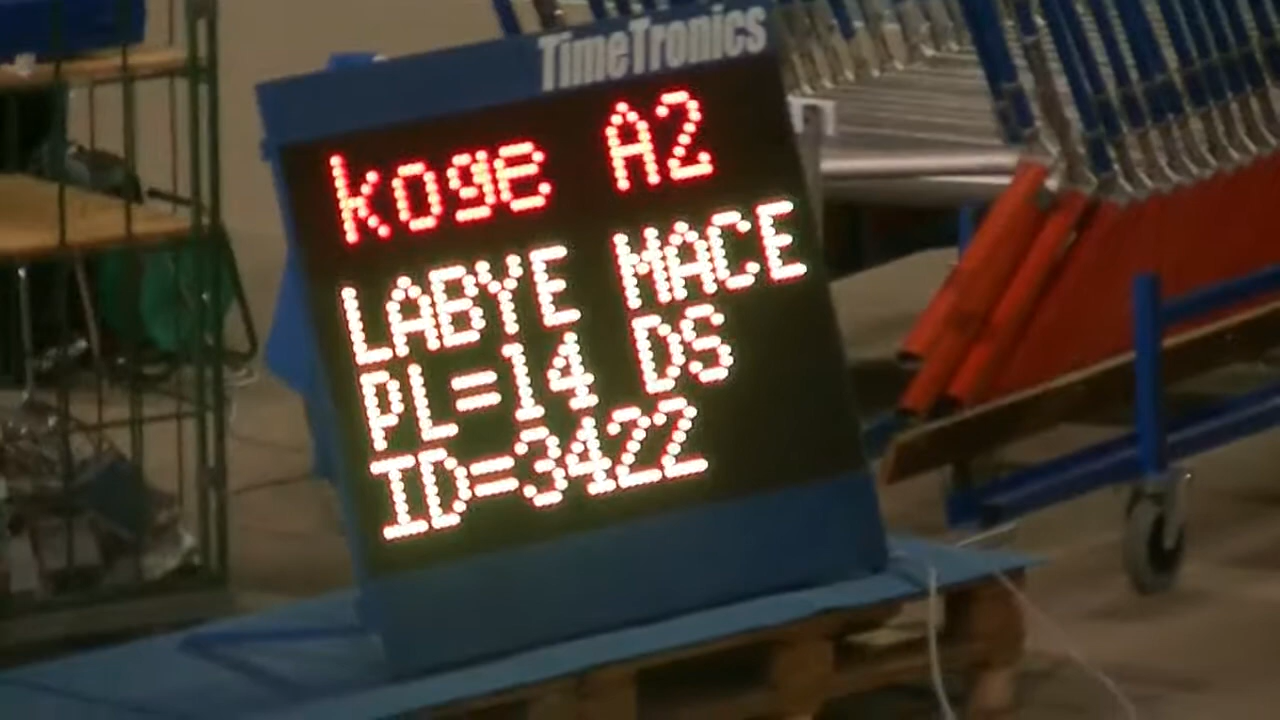 TimeTronics
koge A2
LABYE MACE
PL=14 DS
ID=3422